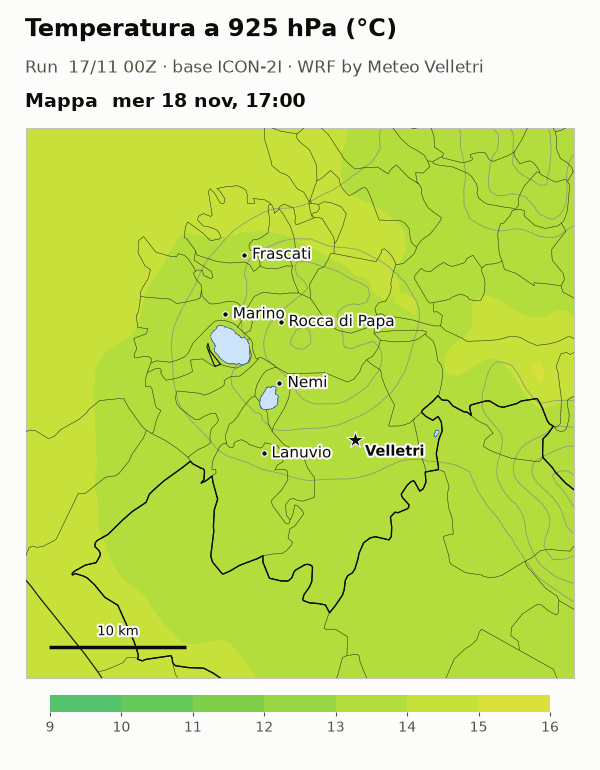 Temperatura a 925 hPa (°C)
Run  17/11 00Z · base ICON-2I · WRF by Meteo Velletri
Mappa  mer 18 nov, 17:00
Frascati
Marino
Rocca di Papa
Nemi
Velletri
Lanuvio
10 km
9 10 11 12 13 14 15 16